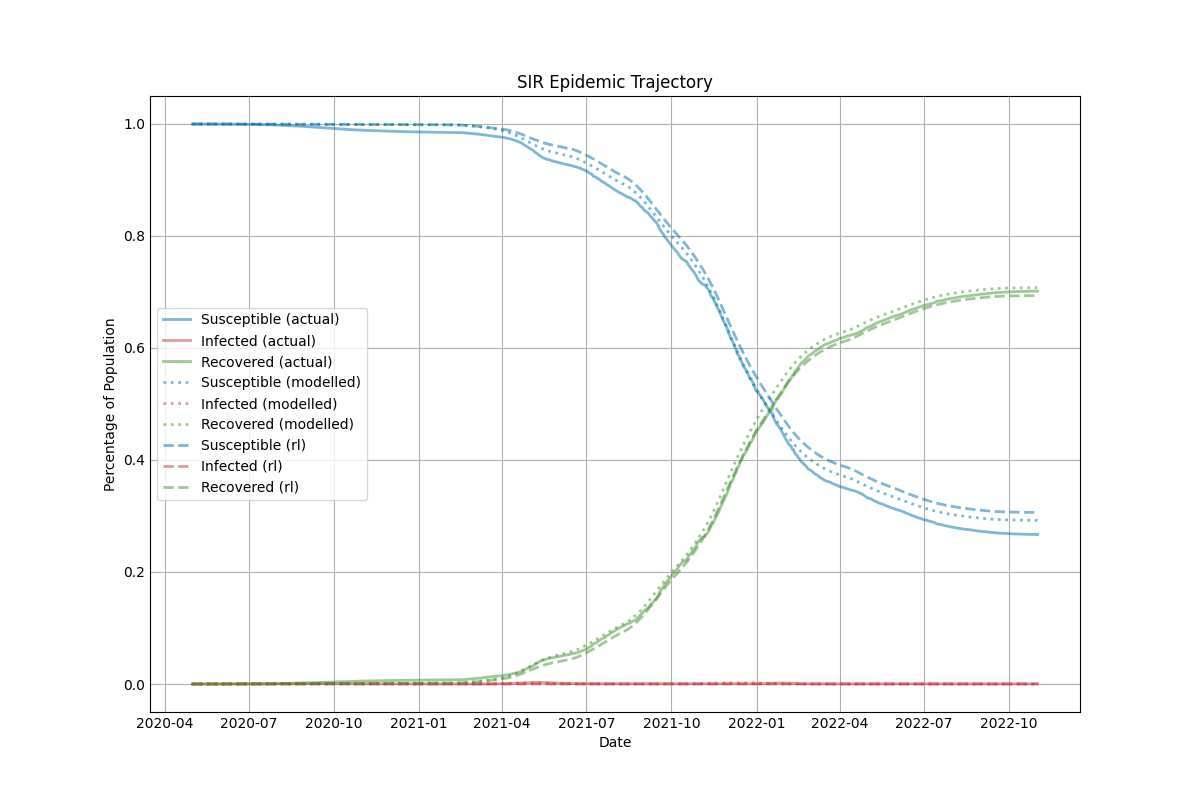 SIR Epidemic Trajectory
1.0
0.8
0.6
0.4
0.2
0.0
Percentage of Population
Susceptible (actual)
Infected (actual)
Recovered (actual)
Susceptible (modelled)
Infected (modelled)
Recovered (modelled)
Susceptible (rl)
Infected (rl)
Recovered (rl)
2020-04 2020-07 2020-10 2021-01 2021-04 2021-07 2021-10 2022-01 2022-04 2022-07 2022-10
Date